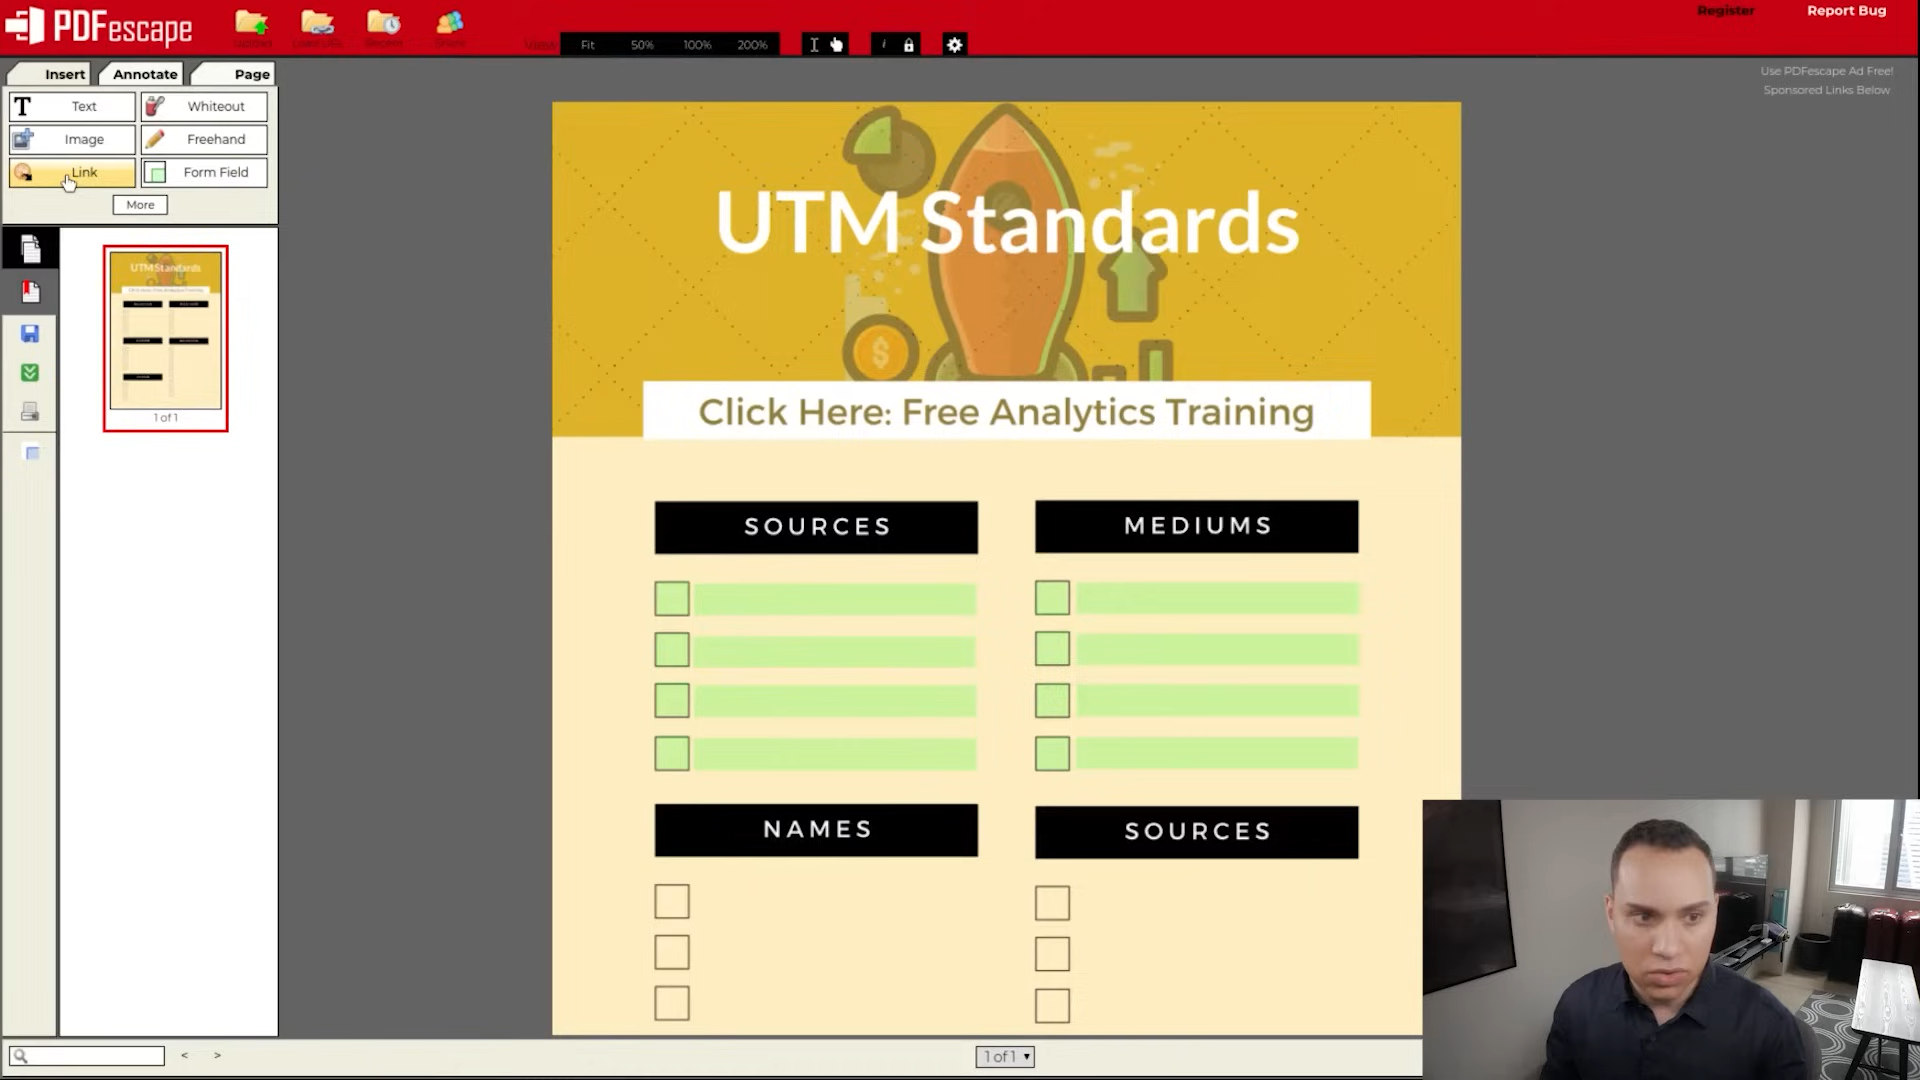 PDFescape
Register
Report Bug
View:
Fit
50%
100%
200%
i
Insert
Annotate
Page
Use PDFescape Ad Free!
Sponsored Links Below
T
Text
Whiteout
Image
Freehand
Link
Form Field
More
UTM Standards
Click Here: Free Analytics Training
$
UTM Standards
1 of 1
SOURCES
MEDIUMS
NAMES
SOURCES
<
>
1 of 1